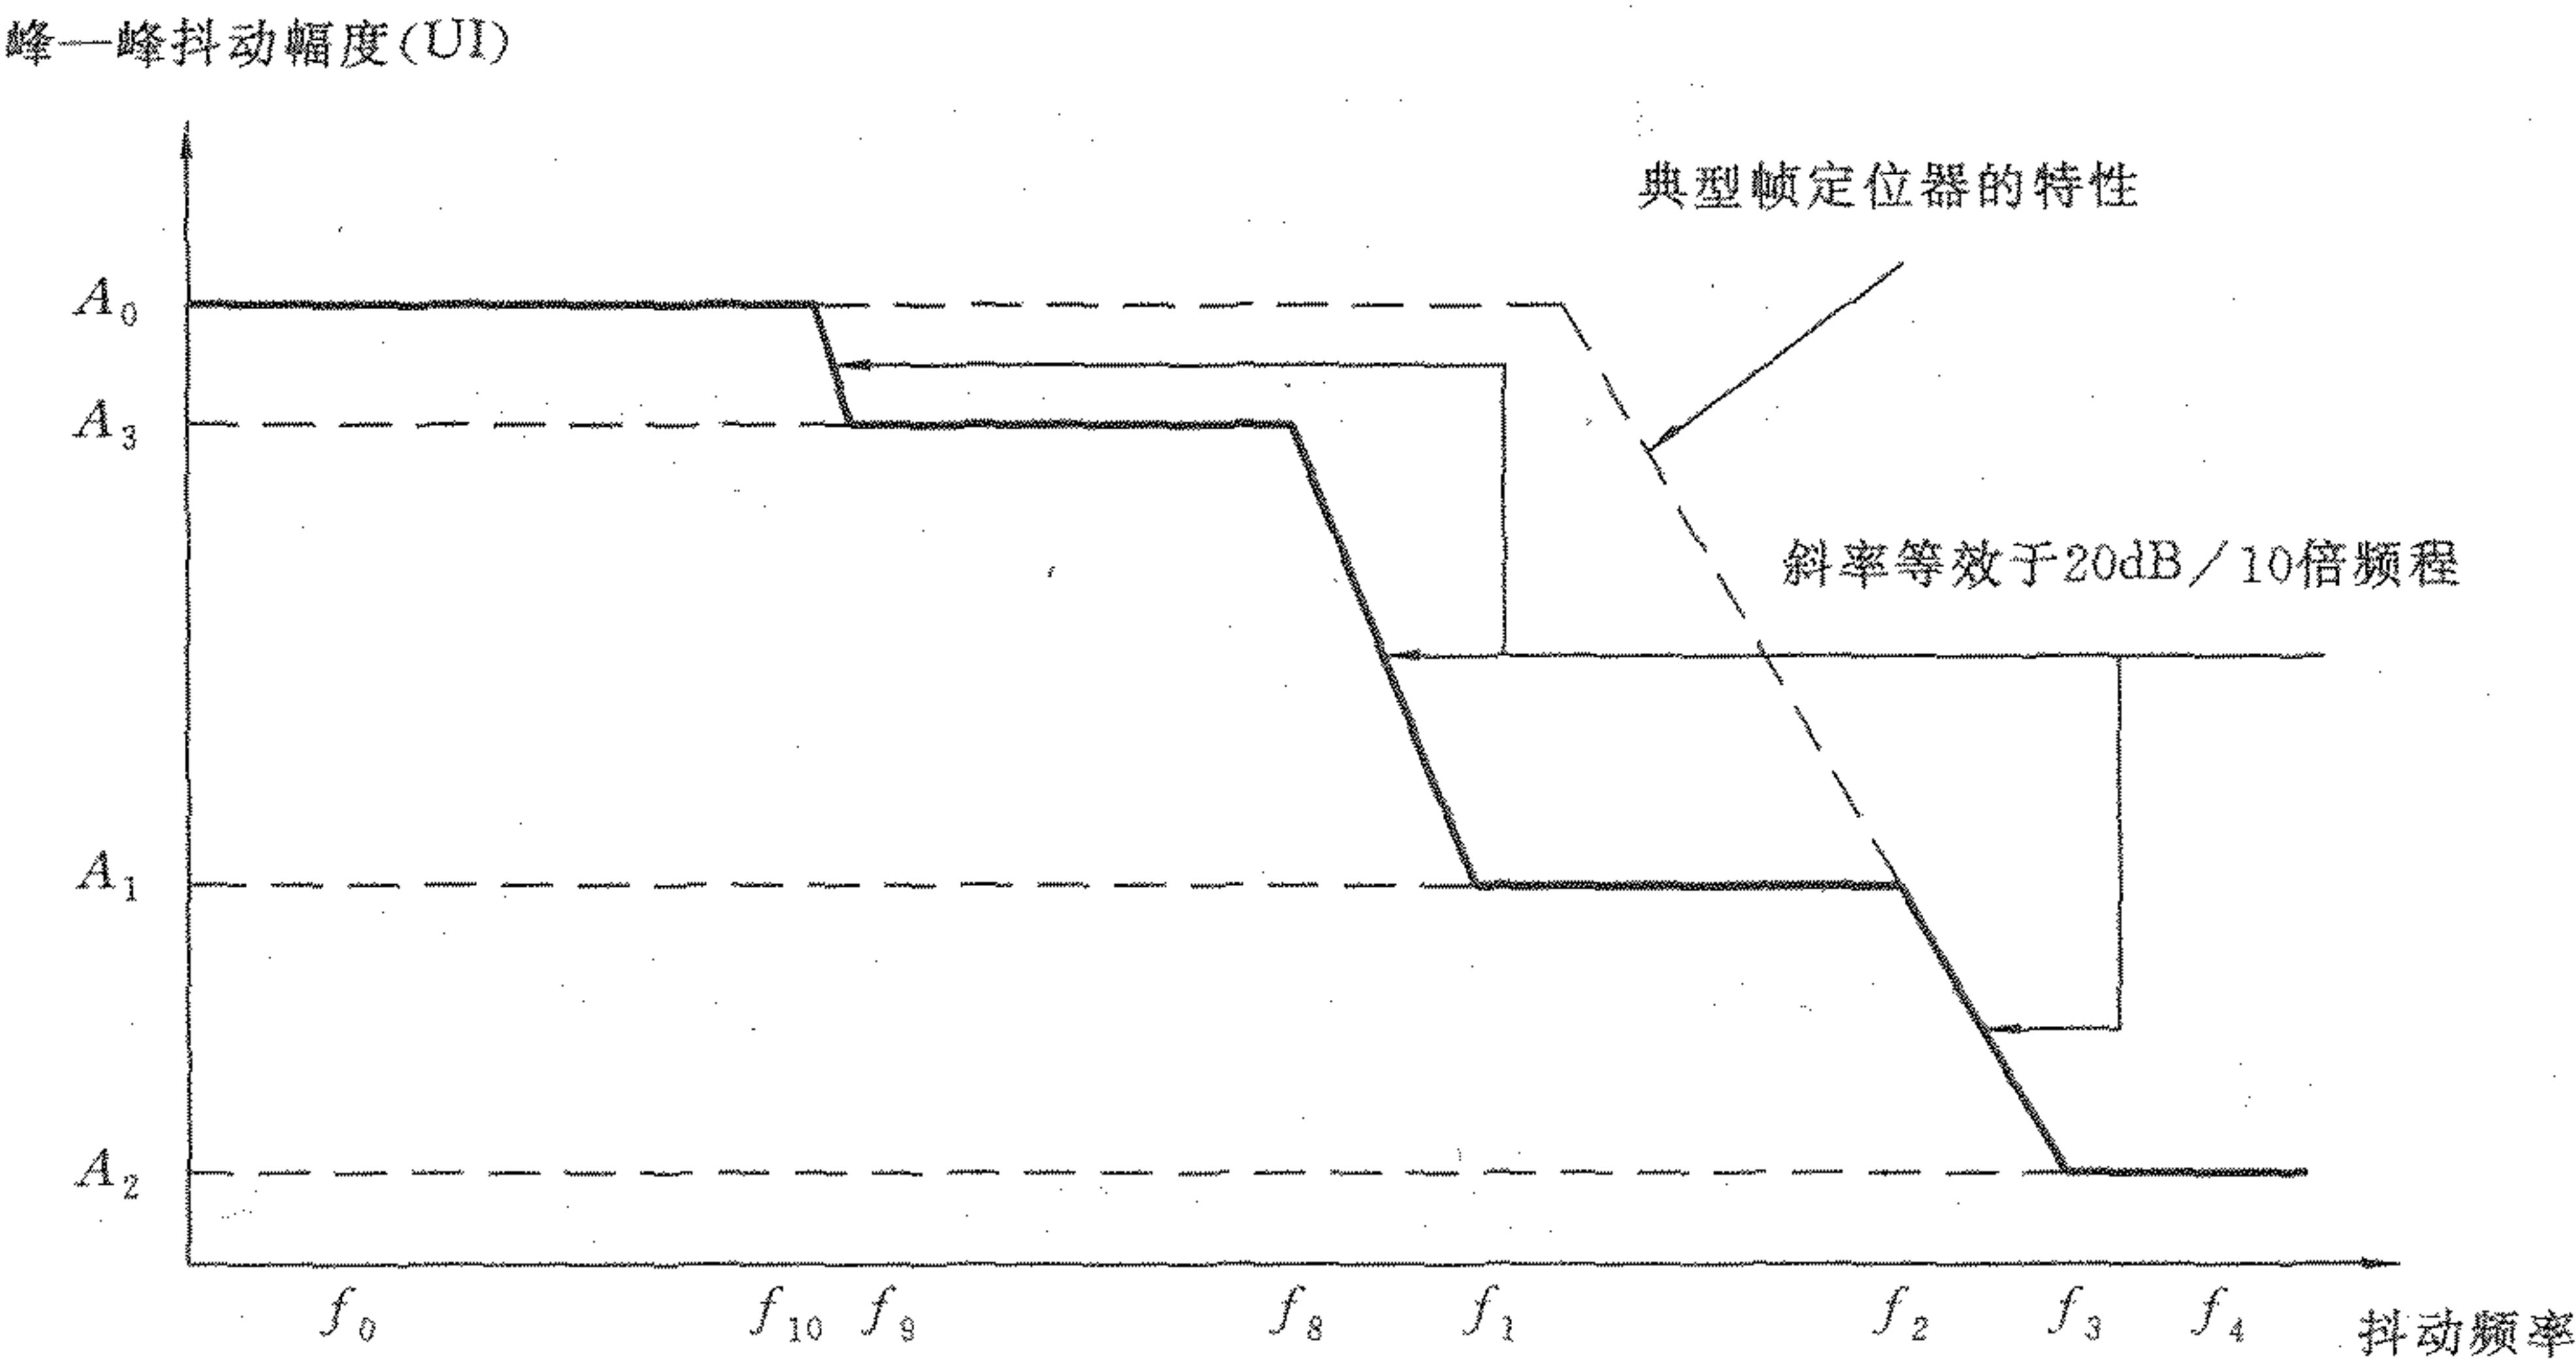 峰—峰抖动幅度(UI)
典型帧定位器的特性
A₀
A₃
斜率等效于20dB/10倍频程
A₁
A₂
f₀ f₁₀ f₉ f₈ f₁ f₂ f₃ f₄ 抖动频率